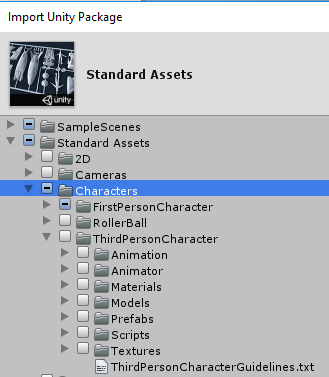 Import Unity Package
unity
Standard Assets
SampleScenes
Standard Assets
2D
Cameras
Characters
FirstPersonCharacter
RollerBall
ThirdPersonCharacter
Animation
Animator
Materials
Models
Prefabs
Scripts
Textures
ThirdPersonCharacterGuidelines.txt